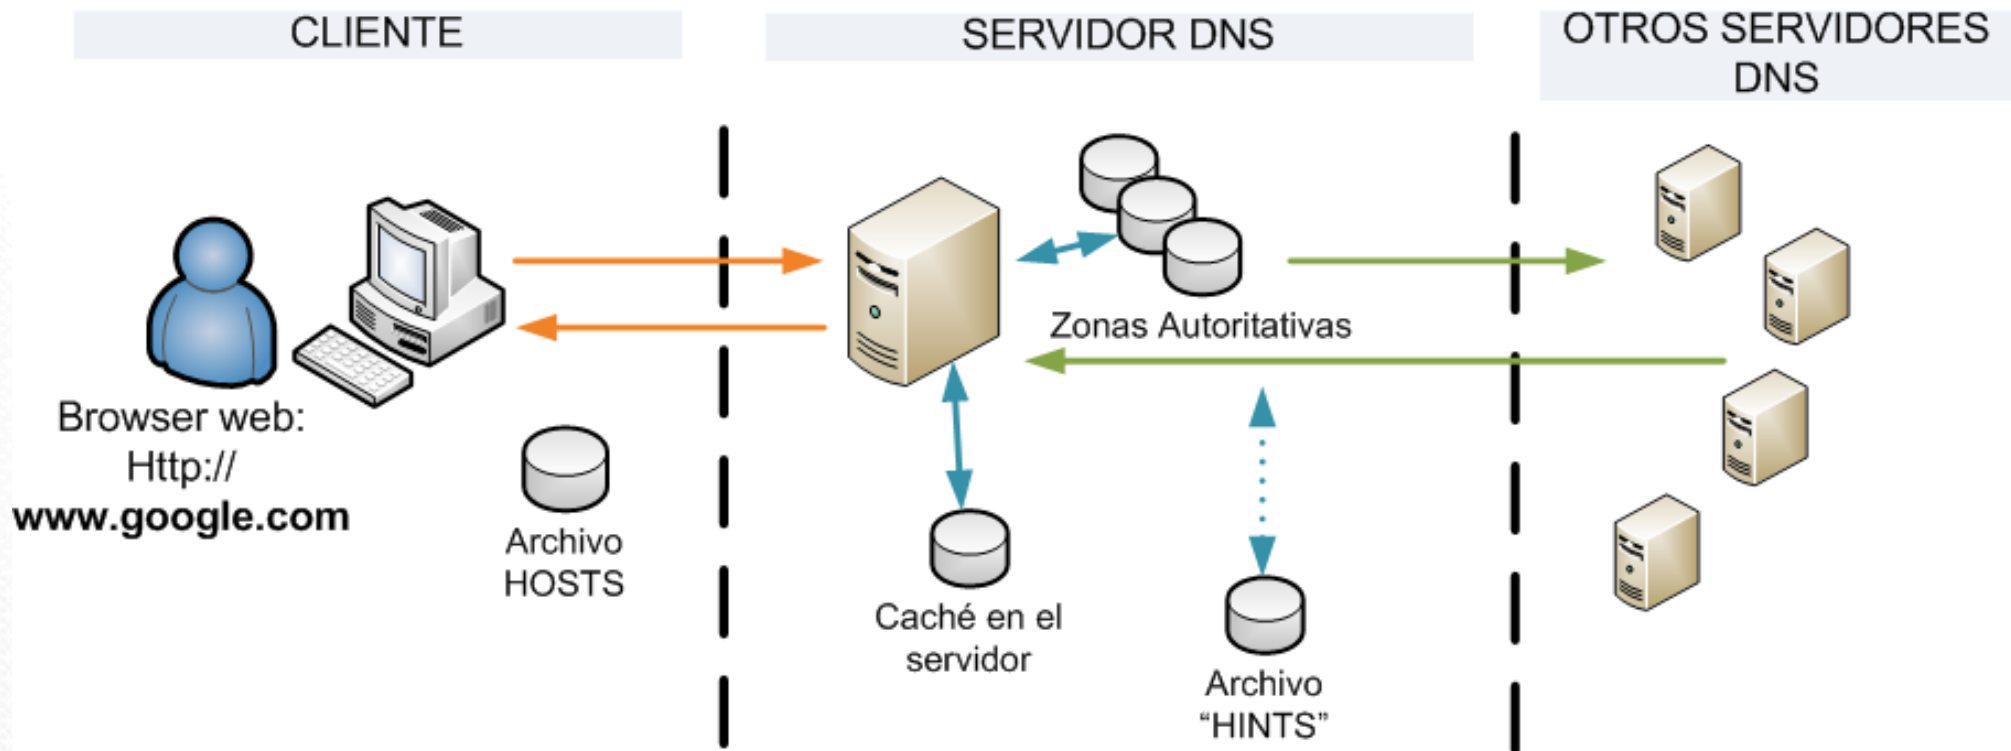 CLIENTE
SERVIDOR DNS
OTROS SERVIDORES
DNS
Browser web:
Http://
www.google.com
Archivo
HOSTS
Zonas Autoritativas
Caché en el
servidor
Archivo
“HINTS”